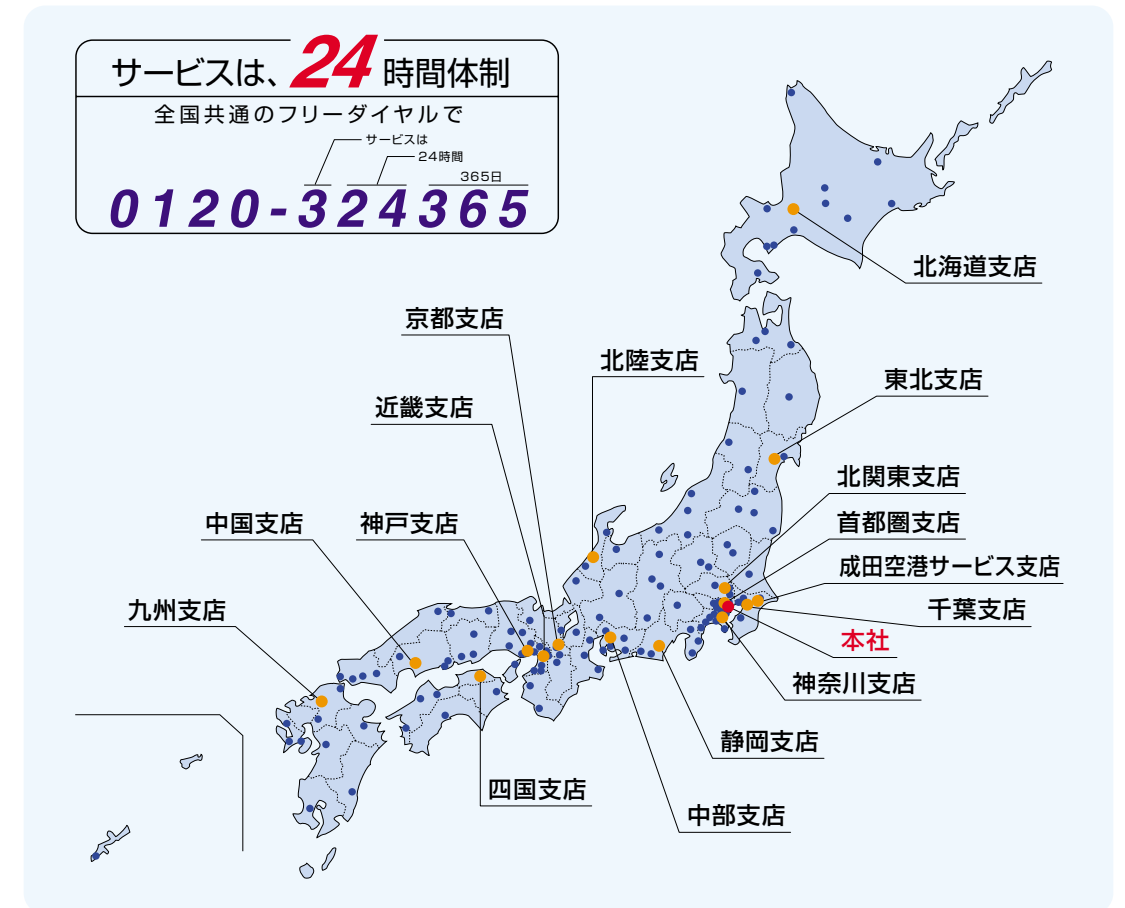 サービスは、24時間体制
全国共通のフリーダイヤルで
サービスは
24時間
365日
0120-324365
北海道支店
京都支店
北陸支店
東北支店
近畿支店
北関東支店
中国支店
神戸支店
首都圏支店
成田空港サービス支店
九州支店
千葉支店
本社
神奈川支店
静岡支店
四国支店
中部支店